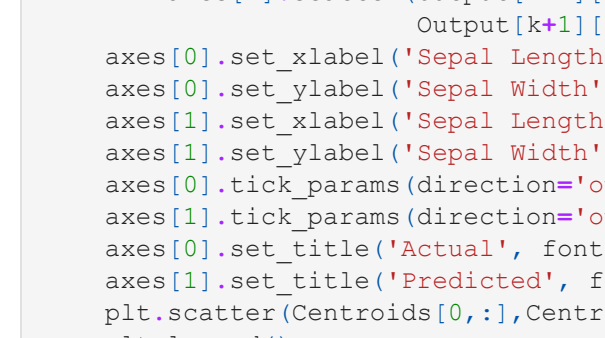 Output[k+1][
axes[0].set_xlabel('Sepal Length
axes[0].set_ylabel('Sepal Width'
axes[1].set_xlabel('Sepal Length
axes[1].set_ylabel('Sepal Width'
axes[0].tick_params(direction='o
axes[1].tick_params(direction='o
axes[0].set_title('Actual', font
axes[1].set_title('Predicted', f
plt.scatter(Centroids[0,:],Centr